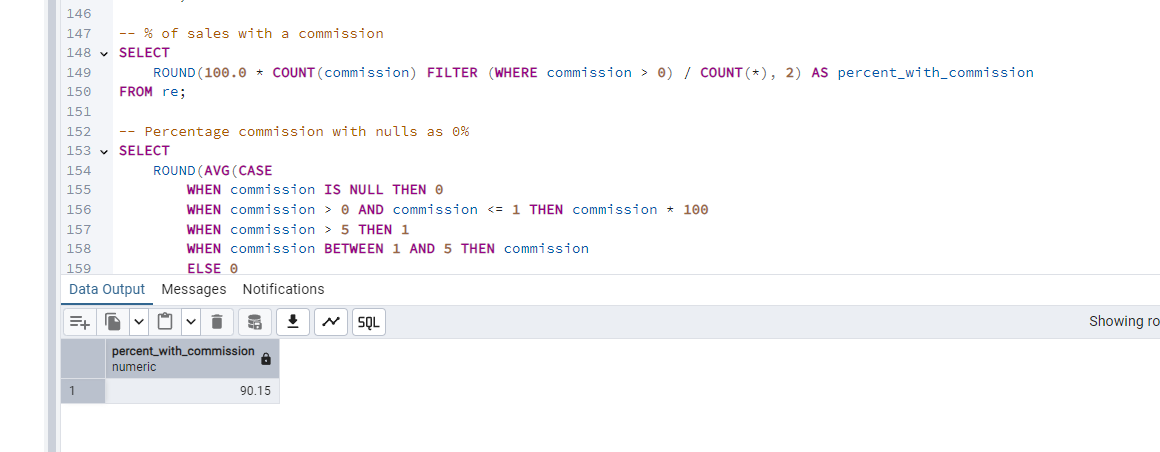 146
147 -- % of sales with a commission
148 SELECT
149 ROUND(100.0 * COUNT(commission) FILTER (WHERE commission > 0) / COUNT(*), 2) AS percent_with_commission
150 FROM re;
151
152 -- Percentage commission with nulls as 0%
153 SELECT
154 ROUND(AVG(CASE
155 WHEN commission IS NULL THEN 0
156 WHEN commission > 0 AND commission <= 1 THEN commission * 100
157 WHEN commission > 5 THEN 1
158 WHEN commission BETWEEN 1 AND 5 THEN commission
159 ELSE 0
Data Output Messages Notifications
SQL Showing ro
percent_with_commission
numeric
1 90.15